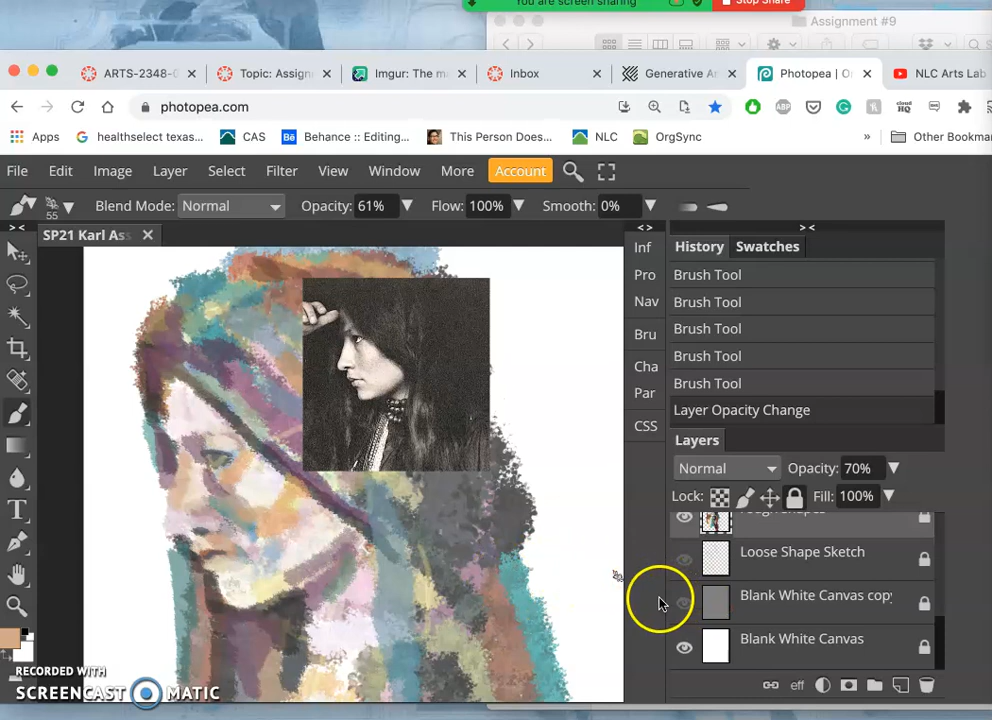 You are screen sharing
Stop Share
Assignment #9
ARTS-2348-0
Topic: Assign
Imgur: The m
Inbox
Generative Ar
Photopea | O
NLC Arts Lab
photopea.com
Apps
healthselect texas...
CAS
Behance :: Editing...
This Person Does...
NLC
OrgSync
»
Other Bookmar
File Edit Image Layer Select Filter View Window More Account
55
Blend Mode: Normal Opacity: 61% Flow: 100% Smooth: 0%
SP21 Karl Ass
Inf
Pro
Nav
Bru
Cha
Par
CSS
History Swatches
Brush Tool
Brush Tool
Brush Tool
Brush Tool
Brush Tool
Layer Opacity Change
Layers
Normal Opacity: 70%
Lock: Fill: 100%
Loose Shape Sketch
Blank White Canvas copy
Blank White Canvas
eff
RECORDED WITH
SCREENCAST MATIC